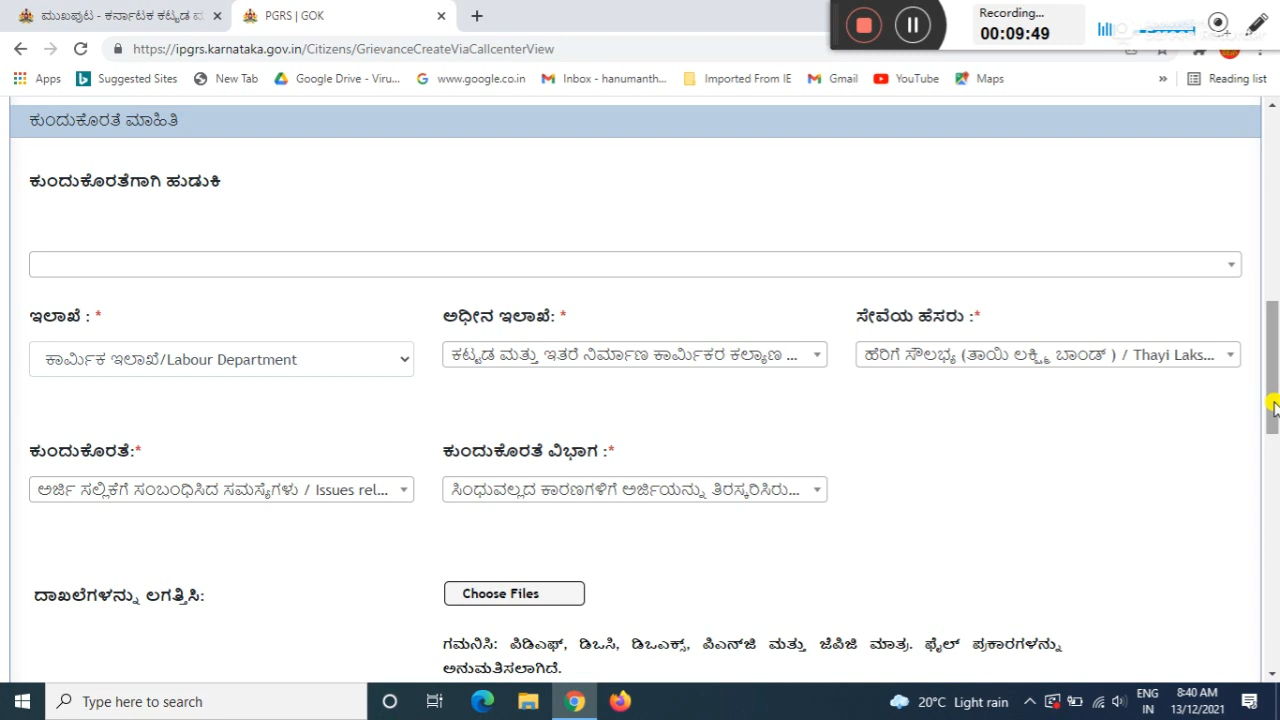 ಮುಖಪುಟ - ಕರ್ನಾಟಕ ಕಟ್ಟಡ ಮ
PGRS | GOK
Recording...
00:09:49
https://ipgrs.karnataka.gov.in/Citizens/GrievanceCreateViaCallcenterView
Apps Suggested Sites New Tab Google Drive - Viru... www.google.co.in Inbox - hanumanth... Imported From IE Gmail YouTube Maps » Reading list
ಕುಂದುಕೊರತೆ ಮಾಹಿತಿ
ಕುಂದುಕೊರತೆಗಾಗಿ ಹುಡುಕಿ
ಇಲಾಖೆ : * ಅಧೀನ ಇಲಾಖೆ: * ಸೇವೆಯ ಹೆಸರು :*
ಕಾರ್ಮಿಕ ಇಲಾಖೆ/Labour Department ಕಟ್ಟಡ ಮತ್ತು ಇತರೆ ನಿರ್ಮಾಣ ಕಾರ್ಮಿಕರ ಕಲ್ಯಾಣ ... ಹೆರಿಗೆ ಸೌಲಭ್ಯ (ತಾಯಿ ಲಕ್ಷ್ಮಿ ಬಾಂಡ್ ) / Thayi Laks...
ಕುಂದುಕೊರತೆ:* ಕುಂದುಕೊರತೆ ವಿಭಾಗ :*
ಅರ್ಜಿ ಸಲ್ಲಿಕೆಗೆ ಸಂಬಂಧಿಸಿದ ಸಮಸ್ಯೆಗಳು / Issues rel... ಸಿಂಧುವಲ್ಲದ ಕಾರಣಗಳಿಗೆ ಅರ್ಜಿಯನ್ನು ತಿರಸ್ಕರಿಸಿರು...
ದಾಖಲೆಗಳನ್ನು ಲಗತ್ತಿಸಿ: Choose Files
ಗಮನಿಸಿ: ಪಿಡಿಎಫ್, ಡಿಒಸಿ, ಡಿಒಎಕ್ಸ್, ಪಿಎನ್‌ಜಿ ಮತ್ತು ಜೆಪಿಜಿ ಮಾತ್ರ. ಫೈಲ್ ಪ್ರಕಾರಗಳನ್ನು
ಅನುಮತಿಸಲಾಗಿದೆ.
Type here to search
20°C Light rain
ENG
IN
8:40 AM
13/12/2021